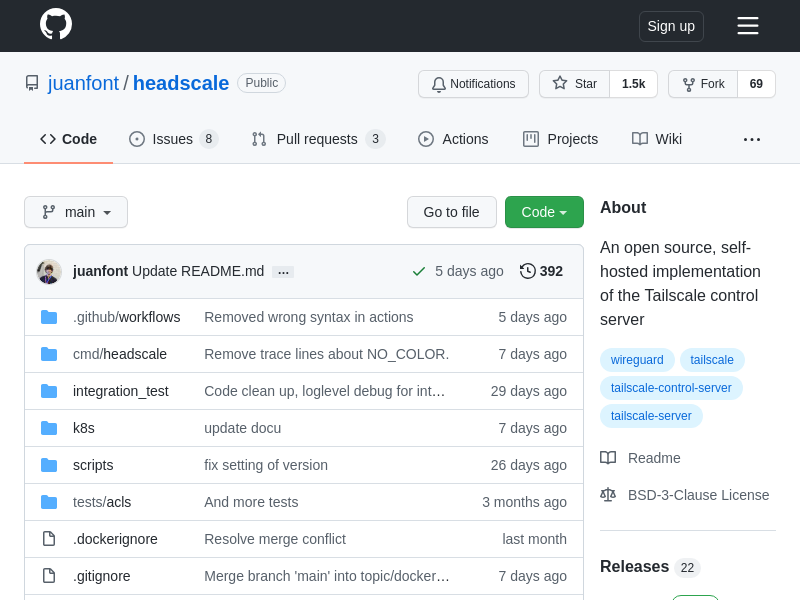 Sign up
juanfont / headscale Public
Notifications Star 1.5k Fork 69
Code Issues 8 Pull requests 3 Actions Projects Wiki ...
main Go to file Code
juanfont Update README.md ... 5 days ago 392
.github/workflows Removed wrong syntax in actions 5 days ago
cmd/headscale Remove trace lines about NO_COLOR. 7 days ago
integration_test Code clean up, loglevel debug for int… 29 days ago
k8s update docu 7 days ago
scripts fix setting of version 26 days ago
tests/acls And more tests 3 months ago
.dockerignore Resolve merge conflict last month
.gitignore Merge branch 'main' into topic/docker… 7 days ago
About
An open source, self-
hosted implementation
of the Tailscale control
server
wireguard tailscale
tailscale-control-server
tailscale-server
Readme
BSD-3-Clause License
Releases 22